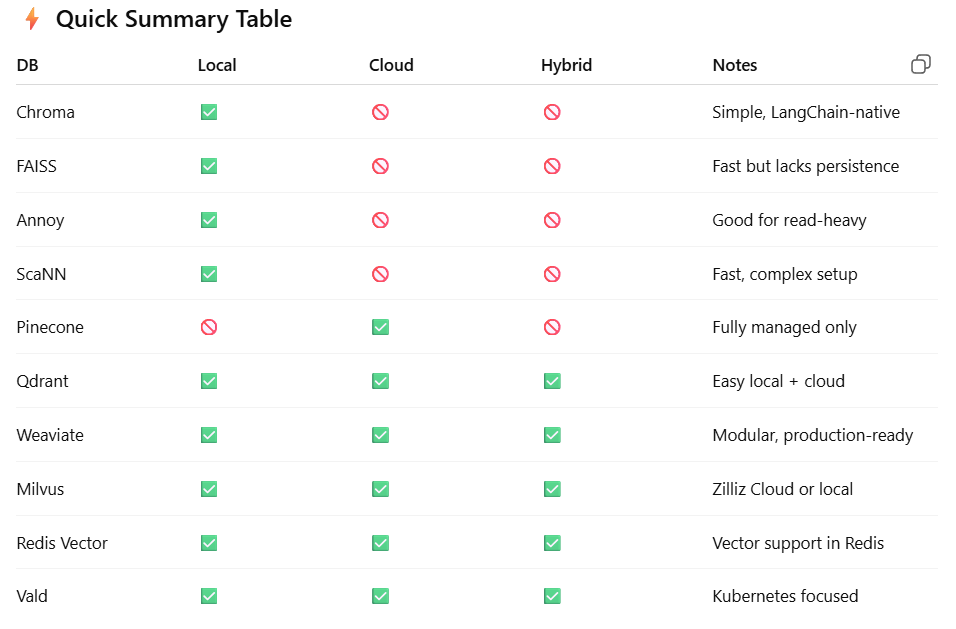 ⚡ Quick Summary Table
DB Local Cloud Hybrid Notes
Chroma ✅ 🚫 🚫 Simple, LangChain-native
FAISS ✅ 🚫 🚫 Fast but lacks persistence
Annoy ✅ 🚫 🚫 Good for read-heavy
ScaNN ✅ 🚫 🚫 Fast, complex setup
Pinecone 🚫 ✅ 🚫 Fully managed only
Qdrant ✅ ✅ ✅ Easy local + cloud
Weaviate ✅ ✅ ✅ Modular, production-ready
Milvus ✅ ✅ ✅ Zilliz Cloud or local
Redis Vector ✅ ✅ ✅ Vector support in Redis
Vald ✅ ✅ ✅ Kubernetes focused